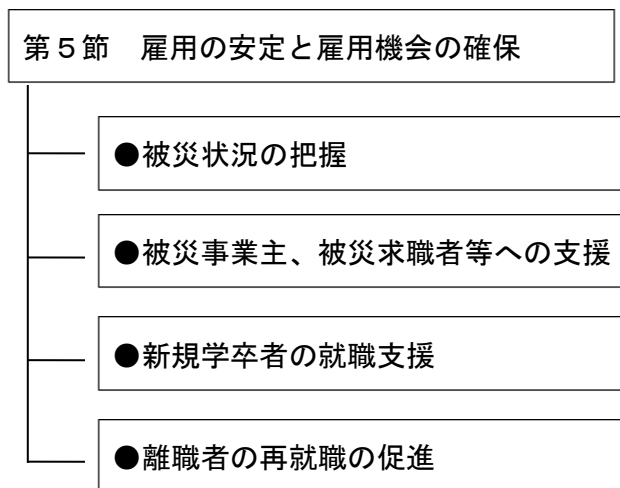 第５節　雇用の安定と雇用機会の確保
●被災状況の把握
●被災事業主、被災求職者等への支援
●新規学卒者の就職支援
●離職者の再就職の促進